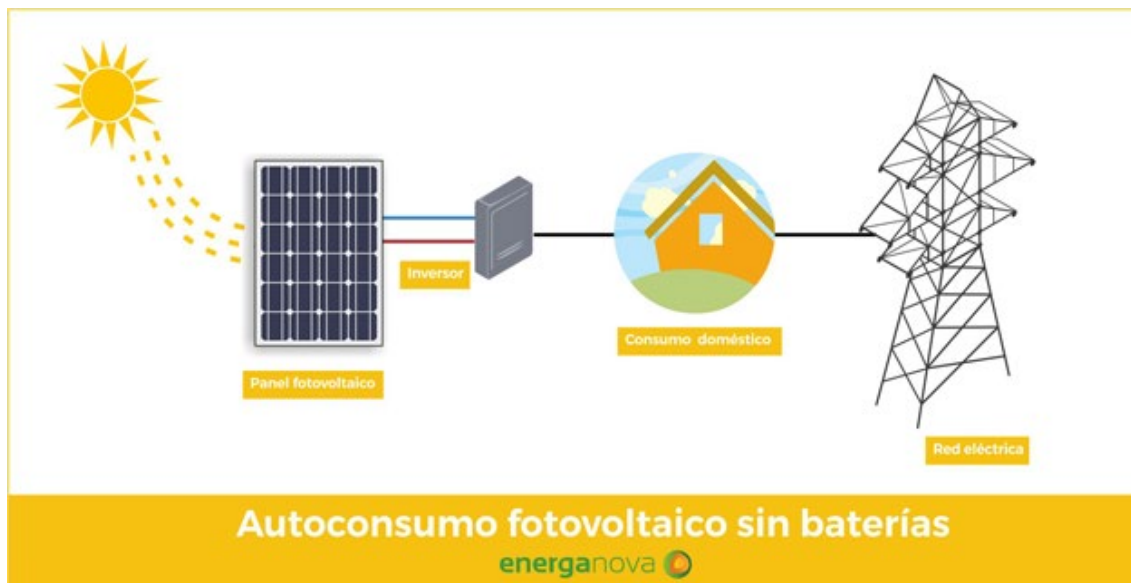 Inversor
Consumo doméstico
Panel fotovoltaico
Red eléctrica
Autoconsumo fotovoltaico sin baterías
energanova